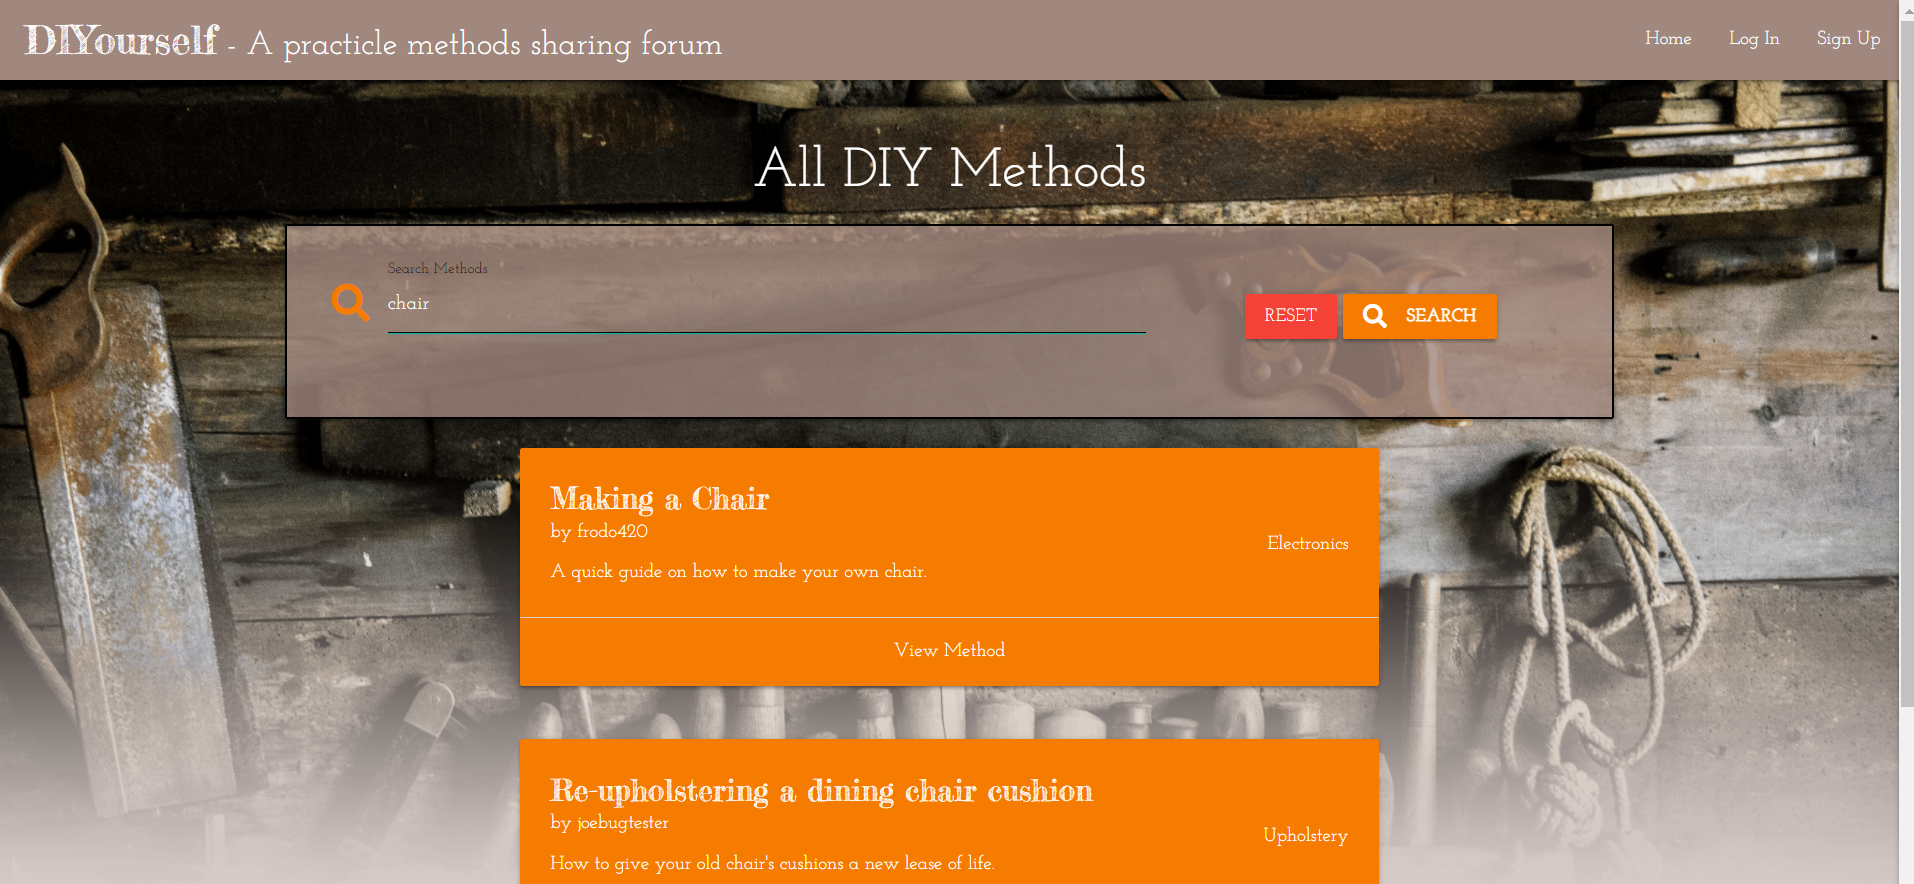 DIYourself - A practicle methods sharing forum
Home
Log In
Sign Up
All DIY Methods
Search Methods
chair
RESET
SEARCH
Making a Chair
by frodo420
Electronics
A quick guide on how to make your own chair.
View Method
Re-upholstering a dining chair cushion
by joebugtester
Upholstery
How to give your old chair's cushions a new lease of life.